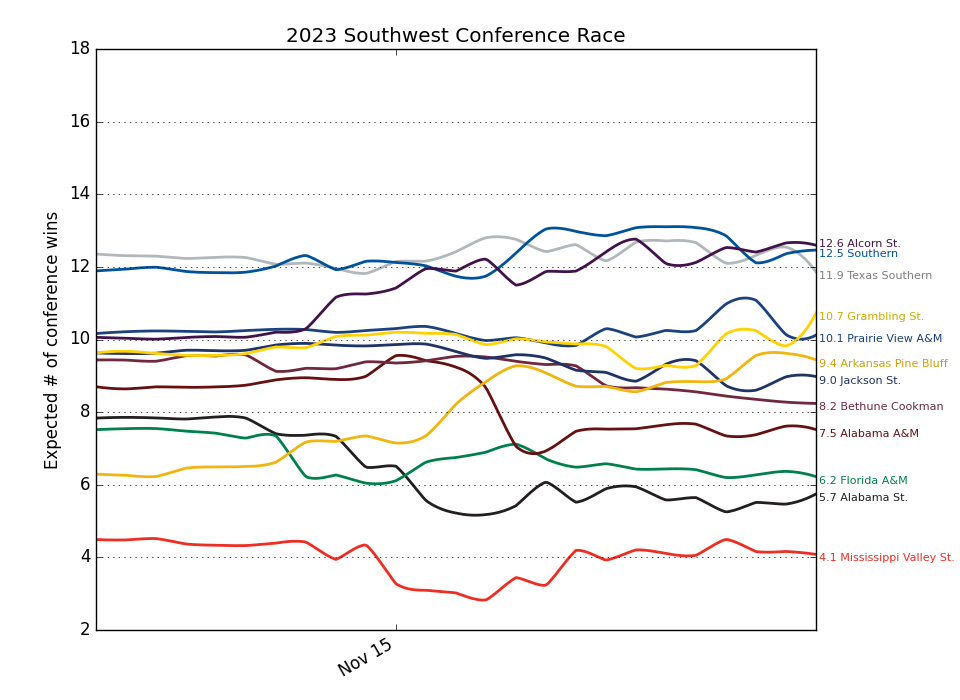 2023 Southwest Conference Race
Expected # of conference wins
18
16
14
12
10
8
6
4
2
Nov 15
12.6 Alcorn St.
12.5 Southern
11.9 Texas Southern
10.7 Grambling St.
10.1 Prairie View A&M
9.4 Arkansas Pine Bluff
9.0 Jackson St.
8.2 Bethune Cookman
7.5 Alabama A&M
6.2 Florida A&M
5.7 Alabama St.
4.1 Mississippi Valley St.